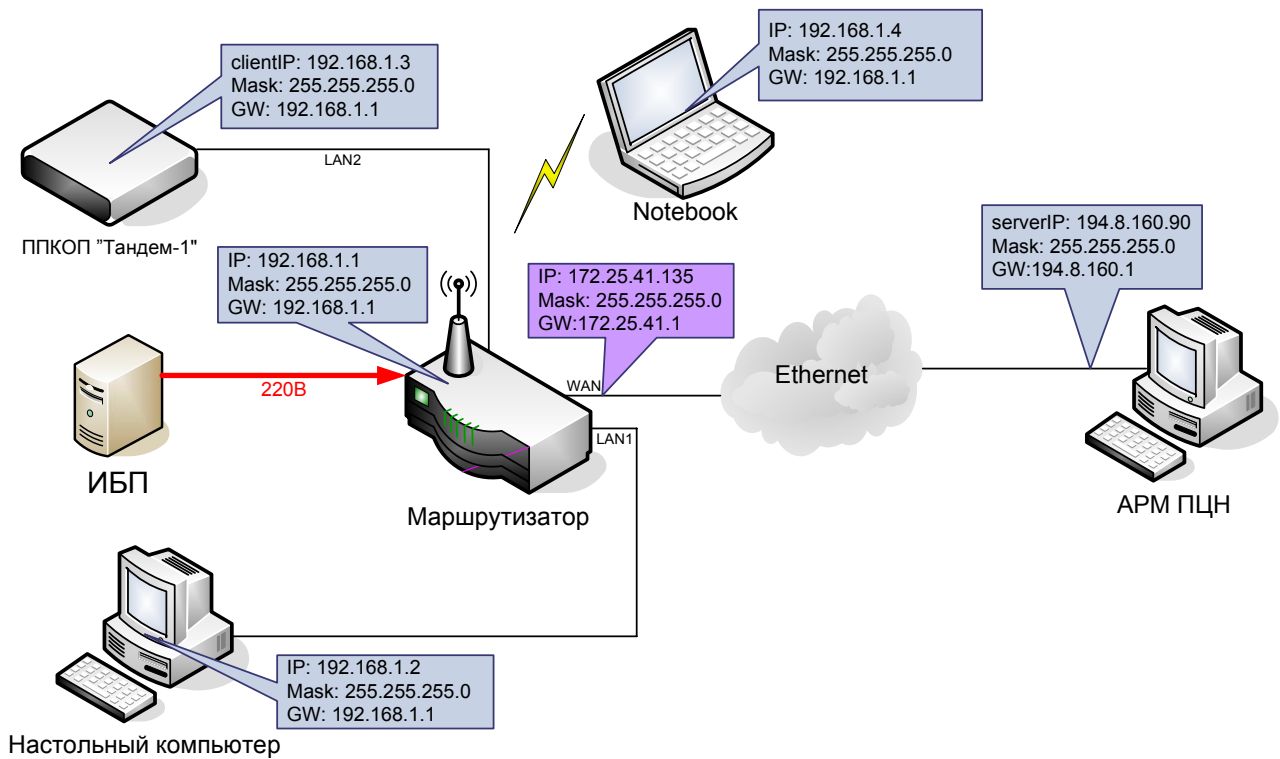 clientIP: 192.168.1.3
Mask: 255.255.255.0
GW: 192.168.1.1
IP: 192.168.1.4
Mask: 255.255.255.0
GW: 192.168.1.1
LAN2
Notebook
ППКОП ”Тандем-1"
serverIP: 194.8.160.90
Mask: 255.255.255.0
GW:194.8.160.1
IP: 192.168.1.1
Mask: 255.255.255.0
GW: 192.168.1.1
IP: 172.25.41.135
Mask: 255.255.255.0
GW:172.25.41.1
220В
WAN
Ethernet
LAN1
ИБП
Маршрутизатор
АРМ ПЦН
IP: 192.168.1.2
Mask: 255.255.255.0
GW: 192.168.1.1
Настольный компьютер